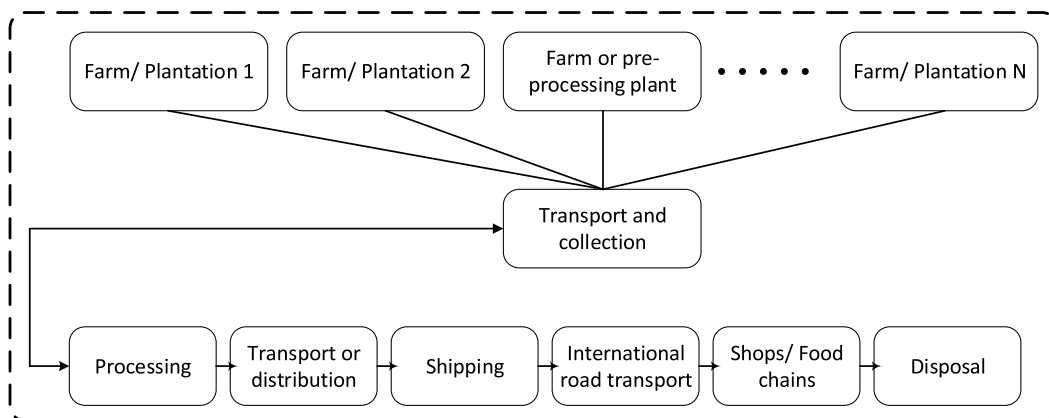 Farm/ Plantation 1
Farm/ Plantation 2
Farm or pre-
processing plant
Farm/ Plantation N
Transport and
collection
Processing
Transport or
distribution
Shipping
International
road transport
Shops/ Food
chains
Disposal